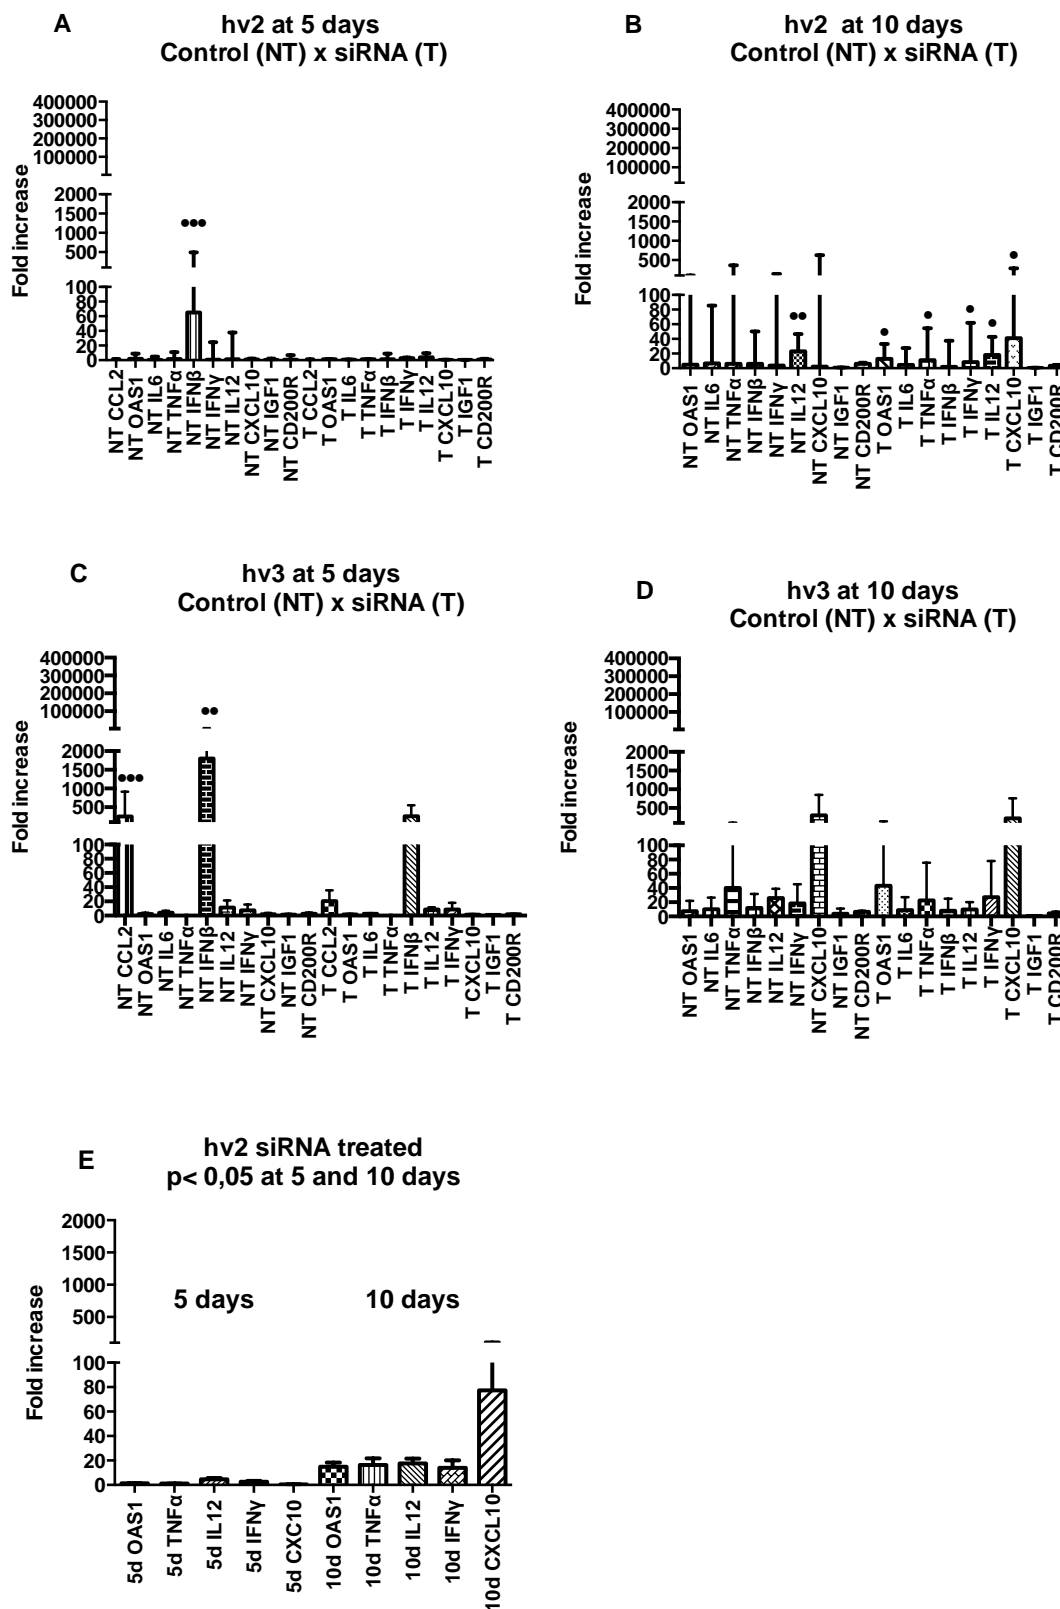 A
hv2 at 5 days
Control (NT) x siRNA (T)
400000
300000
200000
100000
2000
1500
1000
500
100
80
60
40
20
0
Fold increase
•••
NT CCL2
NT OAS1
NT IL6
NT TNFα
NT IFNβ
NT IFNγ
NT IL12
NT CXCL10
NT IGF1
NT CD200R
T CCL2
T OAS1
T IL6
T TNFα
T IFNβ
T IFNγ
T IL12
T CXCL10
T IGF1
T CD200R
B
hv2 at 10 days
Control (NT) x siRNA (T)
400000
300000
200000
100000
2000
1500
1000
500
100
80
60
40
20
0
Fold increase
••
•
•
•
•
•
NT OAS1
NT IL6
NT TNFα
NT IFNβ
NT IFNγ
NT IL12
NT CXCL10
NT IGF1
NT CD200R
T OAS1
T IL6
T TNFα
T IFNβ
T IFNγ
T IL12
T CXCL10
T IGF1
T CD200R
C
hv3 at 5 days
Control (NT) x siRNA (T)
400000
300000
200000
100000
2000
1500
1000
500
100
80
60
40
20
0
Fold increase
•••
••
NT CCL2
NT OAS1
NT IL6
NT TNFα
NT IFNβ
NT IL12
NT IFNγ
NT CXCL10
NT IGF1
NT CD200R
T CCL2
T OAS1
T IL6
T TNFα
T IFNβ
T IL12
T IFNγ
T CXCL10
T IGF1
T CD200R
D
hv3 at 10 days
Control (NT) x siRNA (T)
400000
300000
200000
100000
2000
1500
1000
500
100
80
60
40
20
0
Fold increase
NT OAS1
NT IL6
NT TNFα
NT IFNβ
NT IL12
NT IFNγ
NT CXCL10
NT IGF1
NT CD200R
T OAS1
T IL6
T TNFα
T IFNβ
T IL12
T IFNγ
T CXCL10
T IGF1
T CD200R
E
hv2 siRNA treated
p< 0,05 at 5 and 10 days
2000
1500
1000
500
100
80
60
40
20
0
Fold increase
5 days
10 days
5d OAS1
5d TNFα
5d IL12
5d IFNγ
5d CXC10
10d OAS1
10d TNFα
10d IL12
10d IFNγ
10d CXCL10